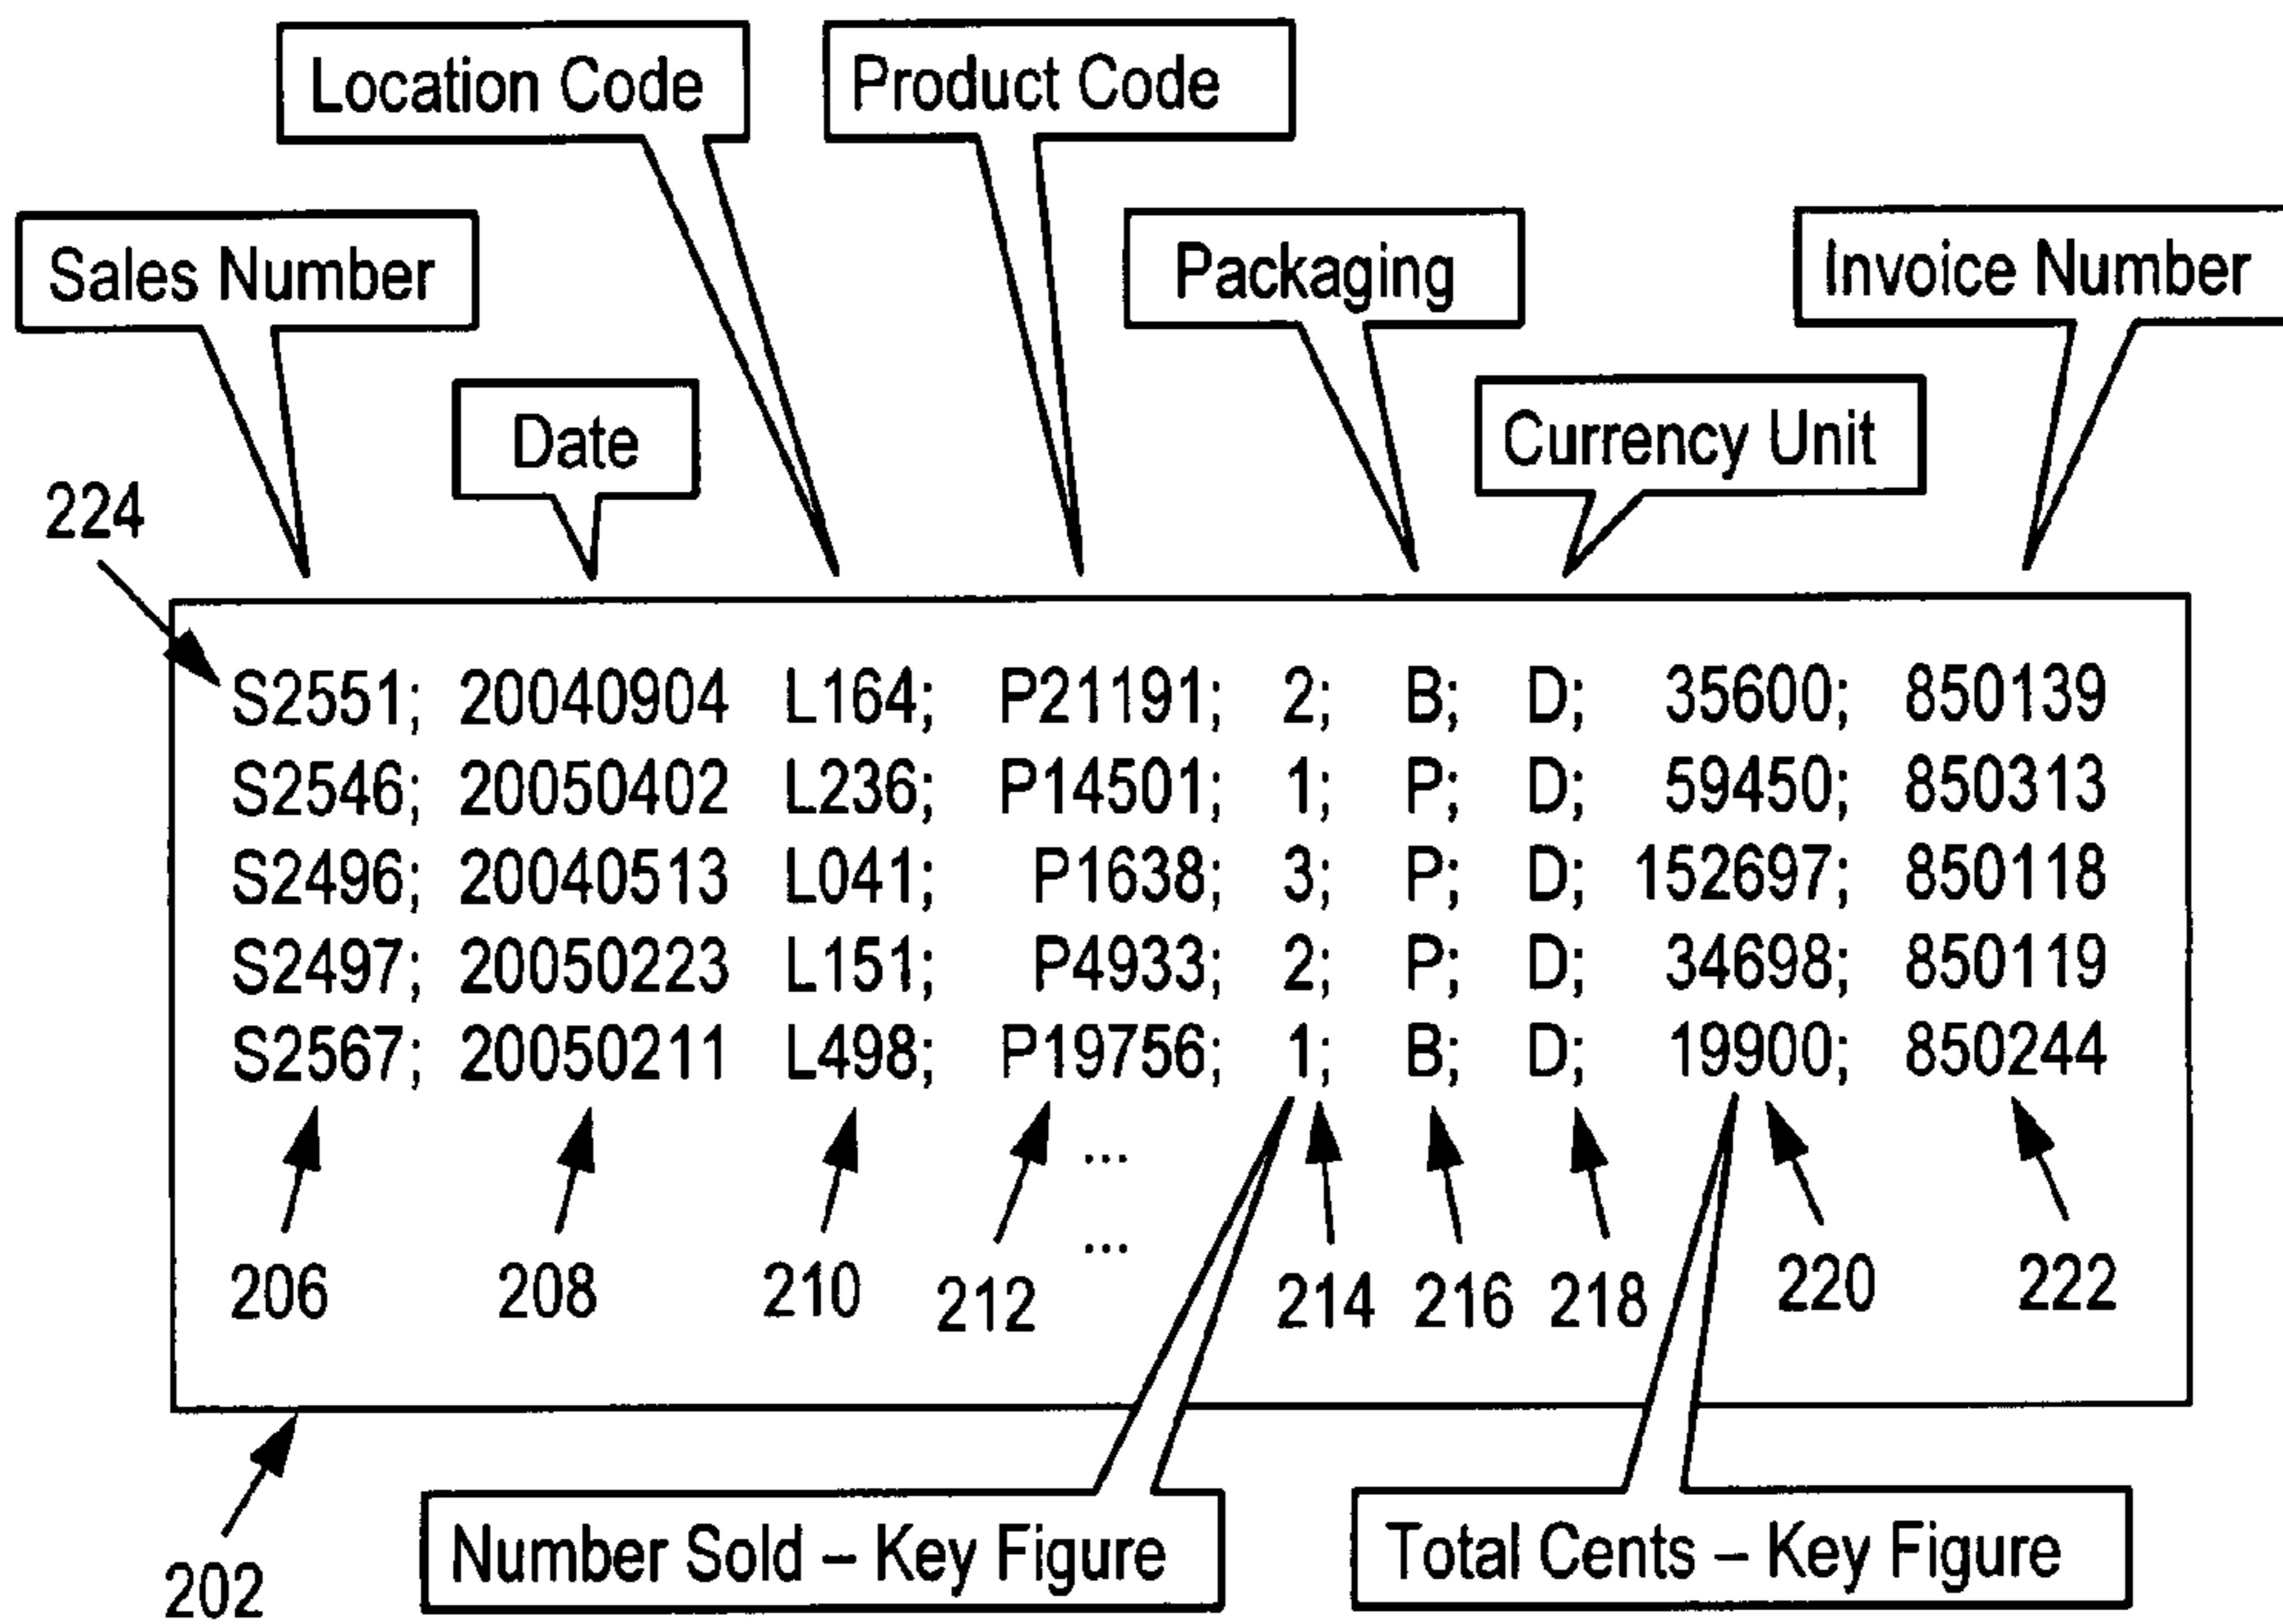 Location Code
Product Code
Sales Number
Packaging
Invoice Number
Date
Currency Unit
224
S2551; 20040904 L164; P21191; 2; B; D; 35600; 850139
S2546; 20050402 L236; P14501; 1; P; D; 59450; 850313
S2496; 20040513 L041; P1638; 3; P; D; 152697; 850118
S2497; 20050223 L151; P4933; 2; P; D; 34698; 850119
S2567; 20050211 L498; P19756; 1; B; D; 19900; 850244
...
...
206 208 210 212 214 216 218 220 222
Number Sold – Key Figure
Total Cents – Key Figure
202